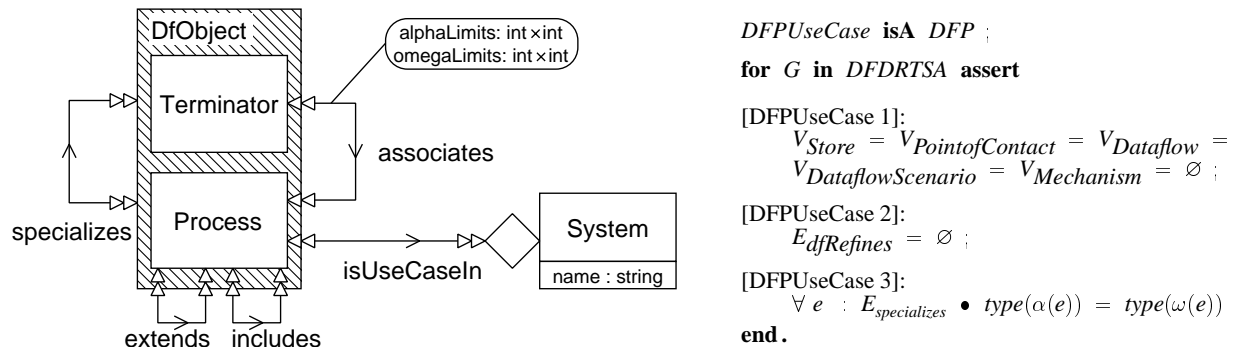 DfObject
alphaLimits: int×int
omegaLimits: int×int
Terminator
associates
Process
specializes
System
isUseCaseIn
name : string
extends
includes
DFPUseCase isA DFP ;
for G in DFDRTSA assert
[DFPUseCase 1]:
V_Store = V_PointofContact = V_Dataflow =
V_DataflowScenario = V_Mechanism = ∅ ;
[DFPUseCase 2]:
E_dfRefines = ∅ ;
[DFPUseCase 3]:
∀ e : E_specializes • type(α(e)) = type(ω(e))
end .